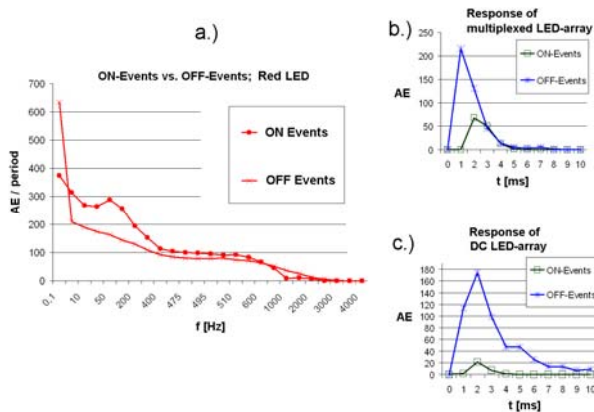 a.)
ON-Events vs. OFF-Events; Red LED
AE / period
700
600
500
400
300
200
100
0
ON Events
OFF Events
0.1
10
50
200
400
475
495
510
600
1000
2000
3000
4000
f [Hz]
b.)
Response of
multiplexed LED-array
AE
250
200
150
100
50
0
ON-Events
OFF-Events
0 1 2 3 4 5 6 7 8 9 10
t [ms]
c.)
Response of
DC LED-array
AE
180
160
140
120
100
80
60
40
20
0
ON-Events
OFF-Events
0 1 2 3 4 5 6 7 8 9 10
t [ms]